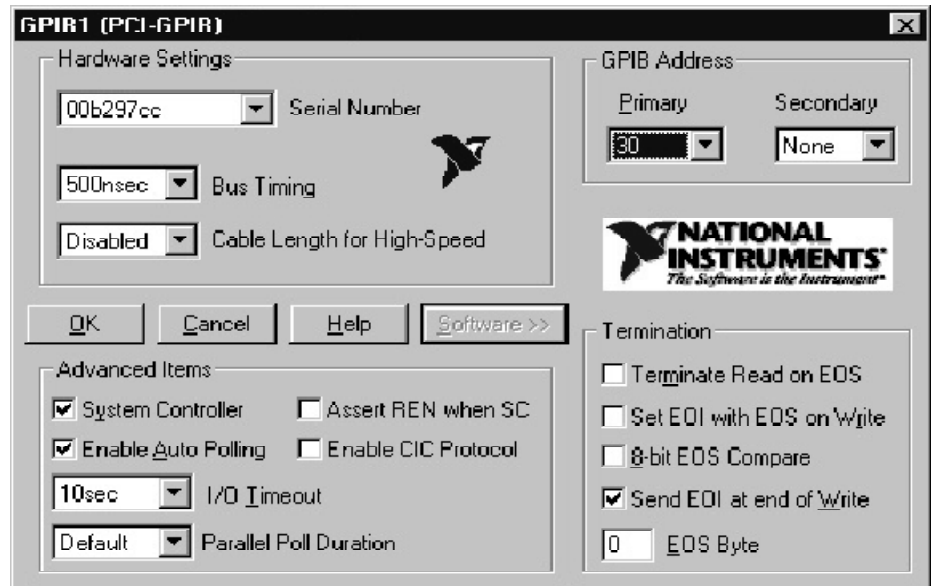 GPIB1 (PCI-GPIB)
Hardware Settings
00b297cc
Serial Number
500nsec
Bus Timing
Disabled
Cable Length for High-Speed
GPIB Address
Primary
Secondary
30
None
NATIONAL
INSTRUMENTS
The Software is the Instrument
OK
Cancel
Help
Software >>
Advanced Items
System Controller
Assert REN when SC
Enable Auto Polling
Enable CIC Protocol
10sec
I/O Timeout
Default
Parallel Poll Duration
Termination
Terminate Read on EOS
Set EOI with EOS on Write
8-bit EOS Compare
Send EOI at end of Write
0
EOS Byte